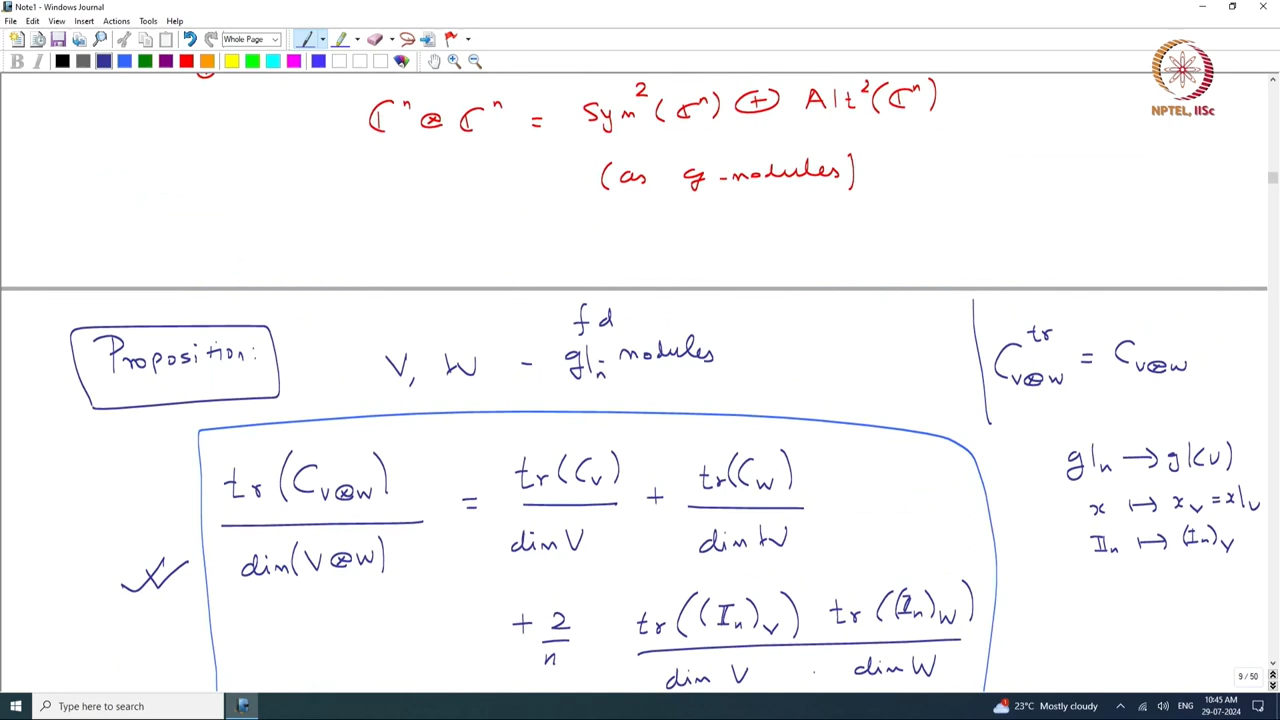 Note1 - Windows Journal
File Edit View Insert Actions Tools Help
Whole Page
B I
NPTEL, IISc
ℂⁿ ⊗ ℂⁿ = Sym²(ℂⁿ) ⊕ Alt²(ℂⁿ)
(as g-modules)
Proposition: V, W - fd glₙ modules
C^{tr}_{V⊗W} = C_{V⊗W}
glₙ → gl(V)
x ↦ x_V = x|_V
Iₙ ↦ (Iₙ)_V
tr(C_{V⊗W}) / dim(V⊗W) = tr(C_V) / dim V + tr(C_W) / dim W
+ 2/n tr((Iₙ)_V) tr((Iₙ)_W) / dim V . dim W
9 / 50
Type here to search
23°C Mostly cloudy
ENG
10:45 AM
29-07-2024